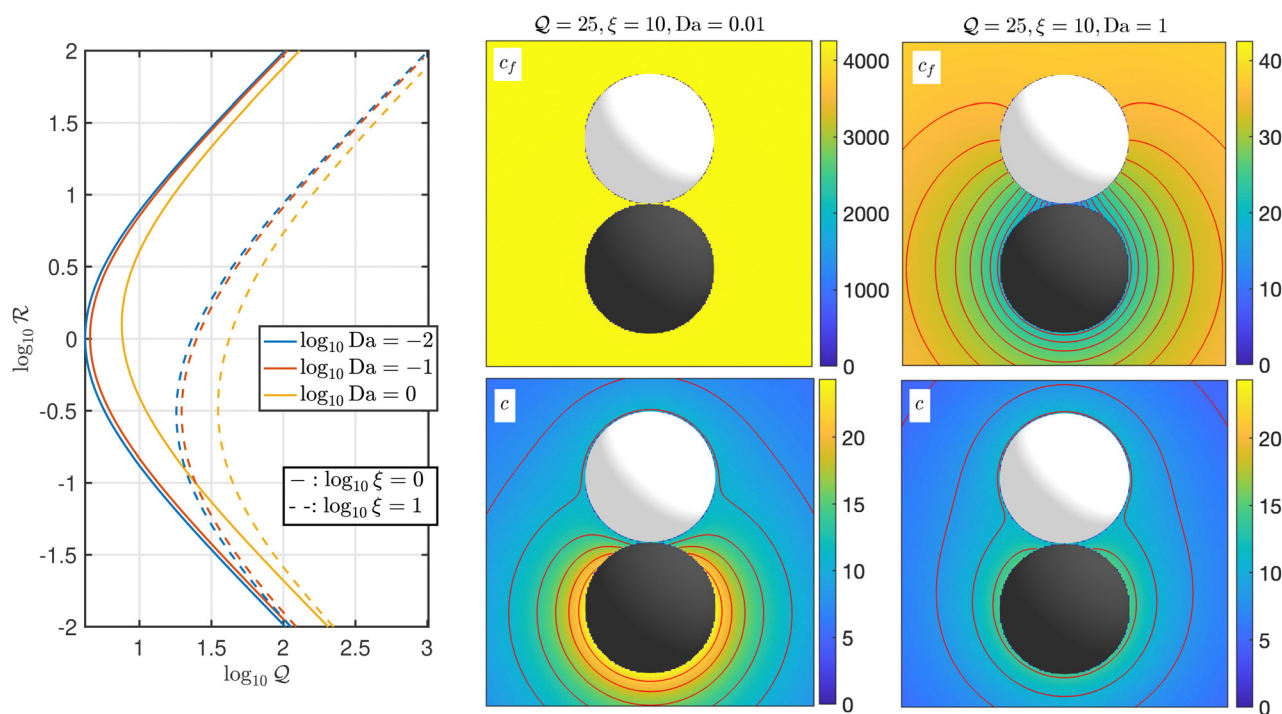 log₁₀ ℛ
2
1.5
1
0.5
0
-0.5
-1
-1.5
-2
1
1.5
2
2.5
3
log₁₀ 𝒬
log₁₀ Da = −2
log₁₀ Da = −1
log₁₀ Da = 0
− : log₁₀ ξ = 0
− −: log₁₀ ξ = 1
𝒬 = 25, ξ = 10, Da = 0.01
c_f
4000
3000
2000
1000
0
𝒬 = 25, ξ = 10, Da = 1
c_f
40
30
20
10
0
c
20
15
10
5
0
c
20
15
10
5
0